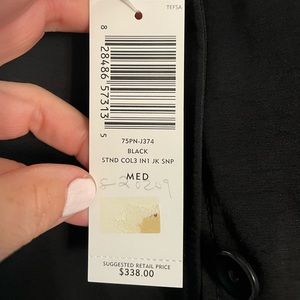 TEFSA
8 28486 57313 5
75PN-J374
BLACK
STND COL3 IN1 JK SNP
MED
SUGGESTED RETAIL PRICE
$338.00